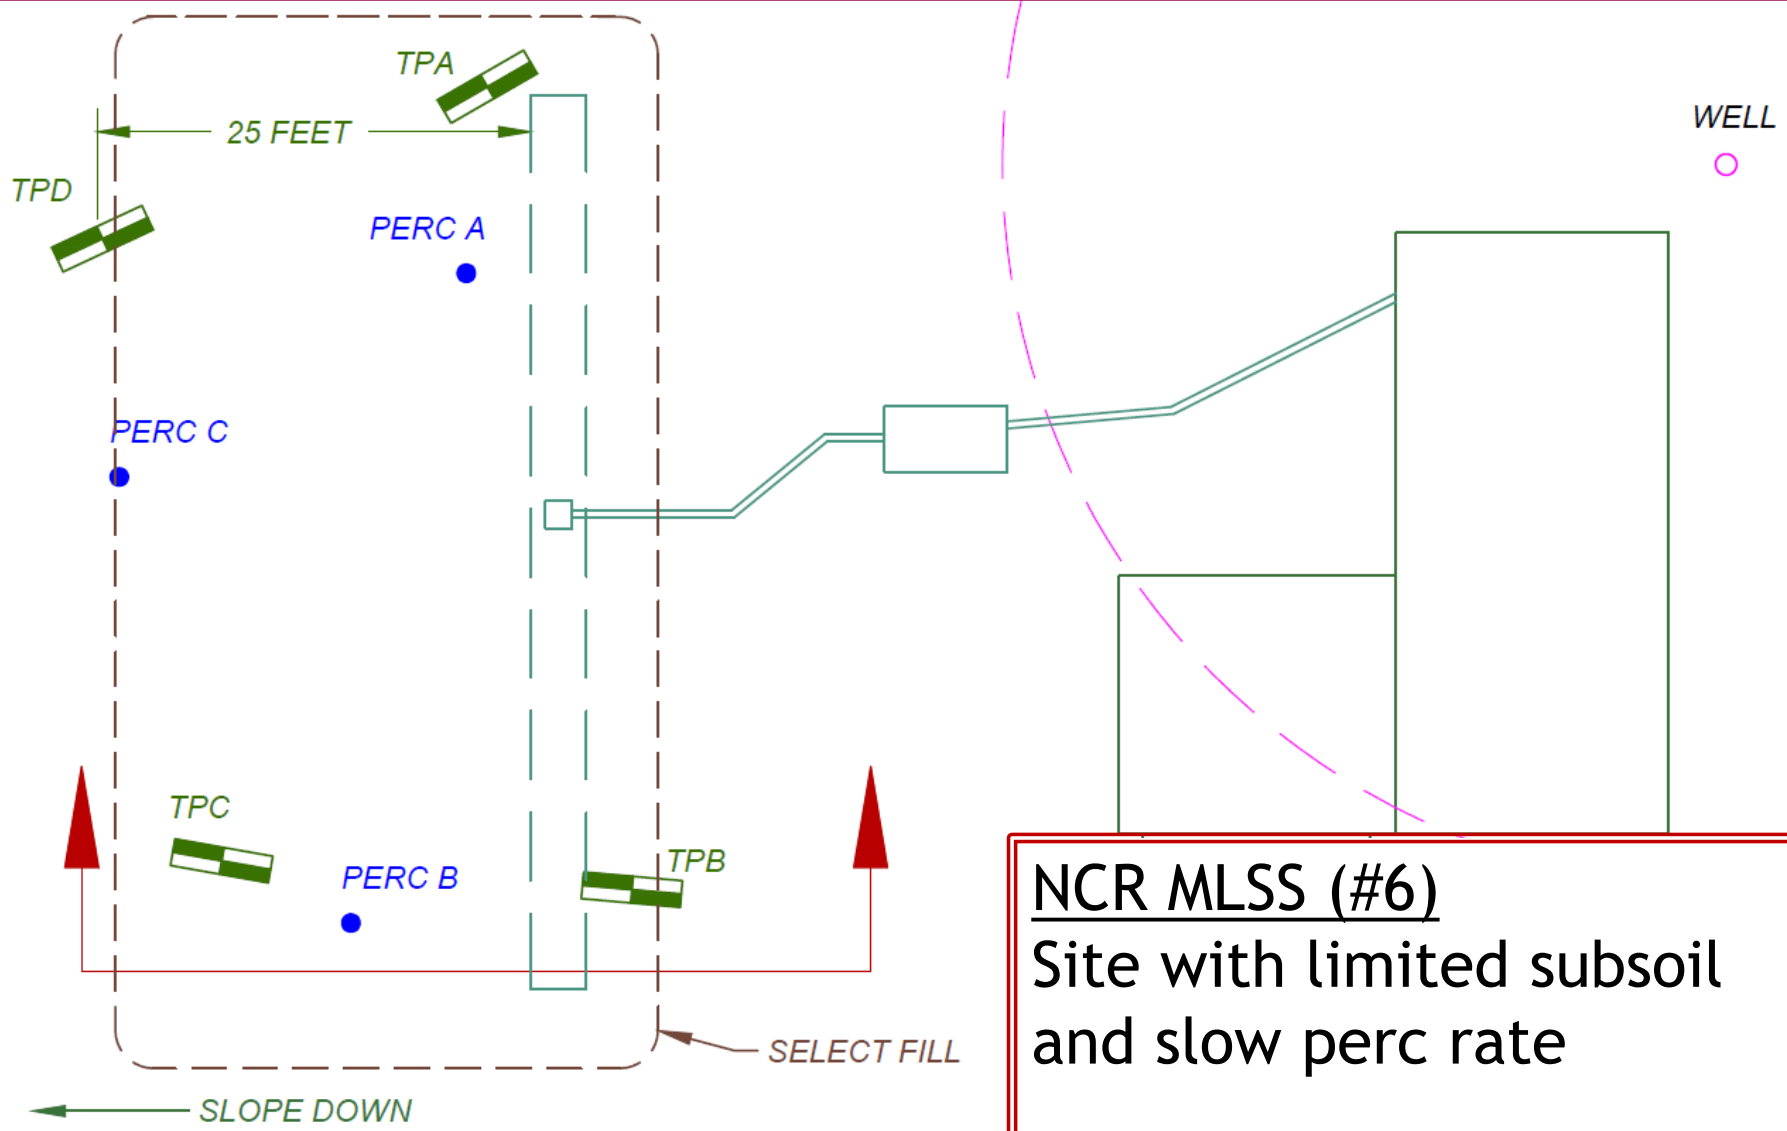 TPA
25 FEET
WELL
TPD
PERC A
PERC C
TPC
TPB
PERC B
NCR MLSS (#6)
Site with limited subsoil
and slow perc rate
SELECT FILL
SLOPE DOWN